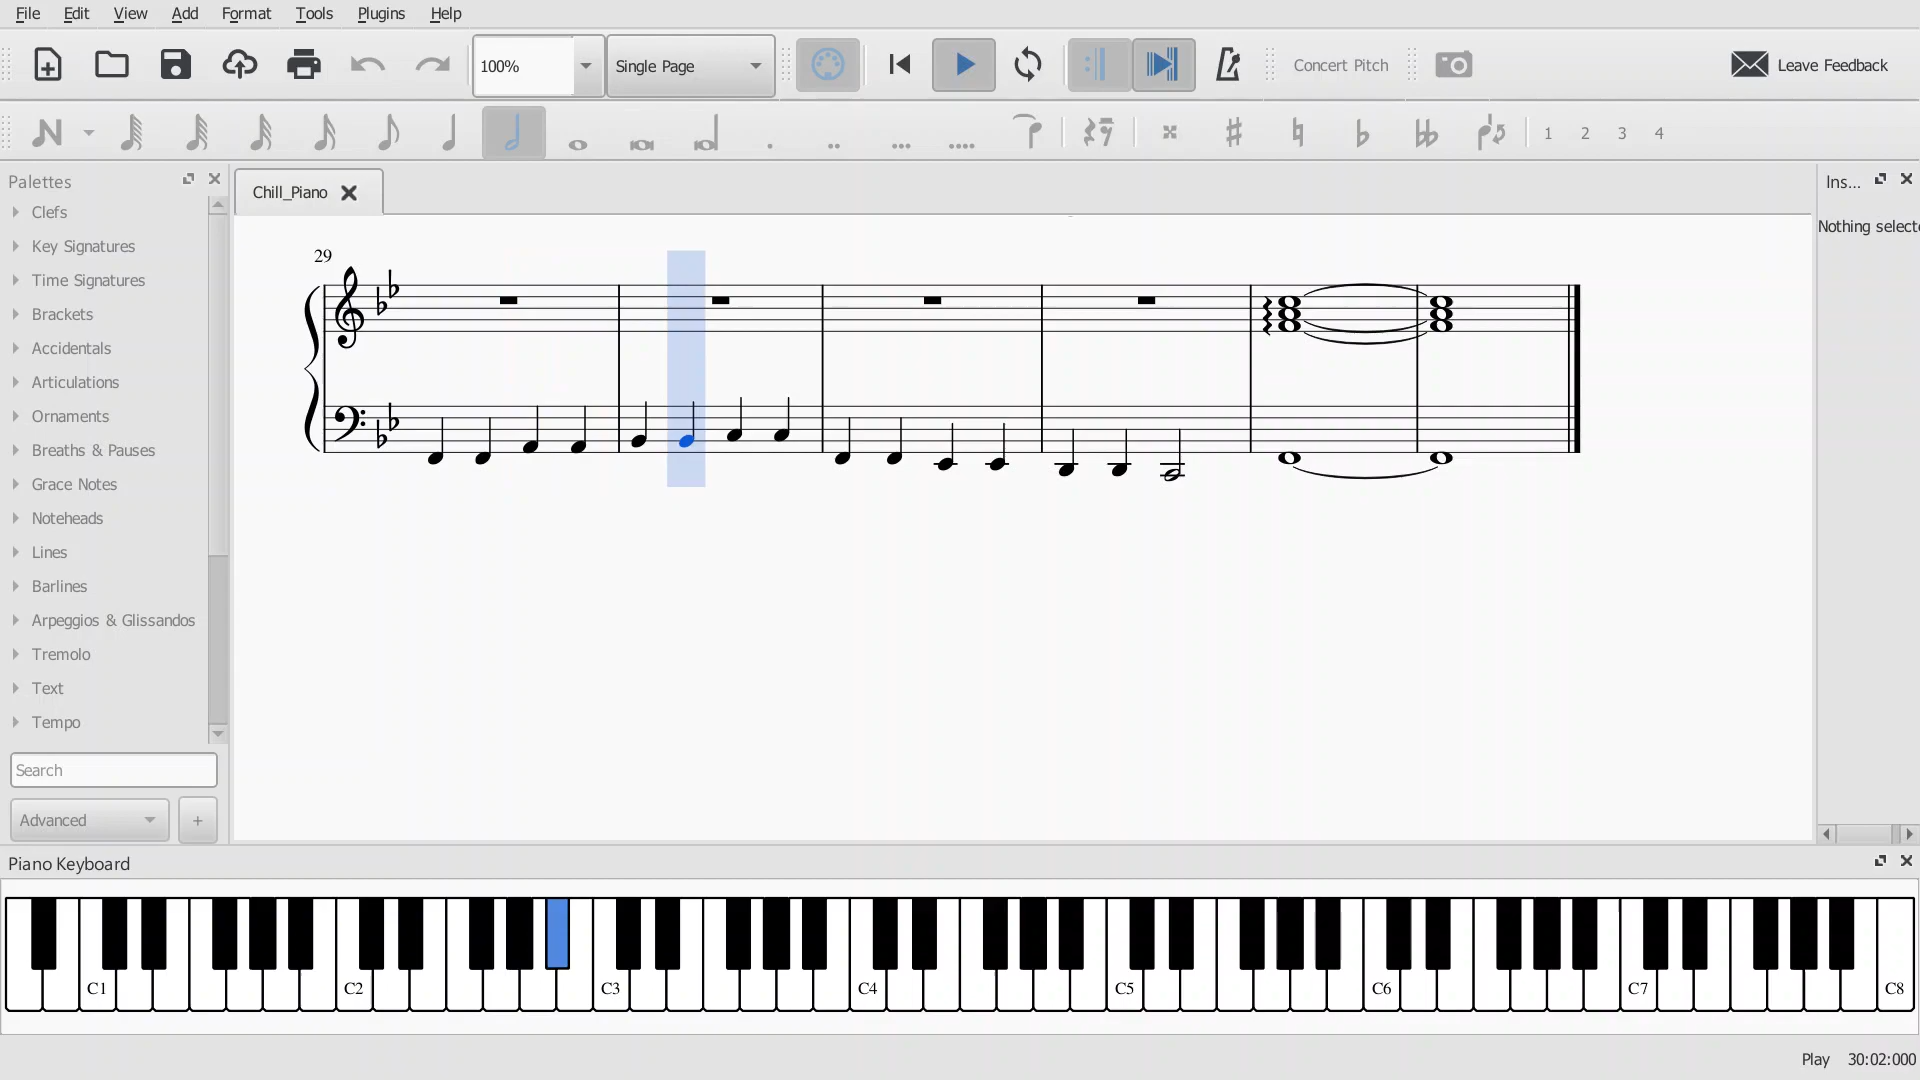 File Edit View Add Format Tools Plugins Help
100% Single Page Concert Pitch Leave Feedback
1 2 3 4
Palettes
Clefs
Key Signatures
Time Signatures
Brackets
Accidentals
Articulations
Ornaments
Breaths & Pauses
Grace Notes
Noteheads
Lines
Barlines
Arpeggios & Glissandos
Tremolo
Text
Tempo
Search
Advanced +
Chill_Piano
29
Ins...
Nothing selecte
Piano Keyboard
C1 C2 C3 C4 C5 C6 C7 C8
Play 30:02:000